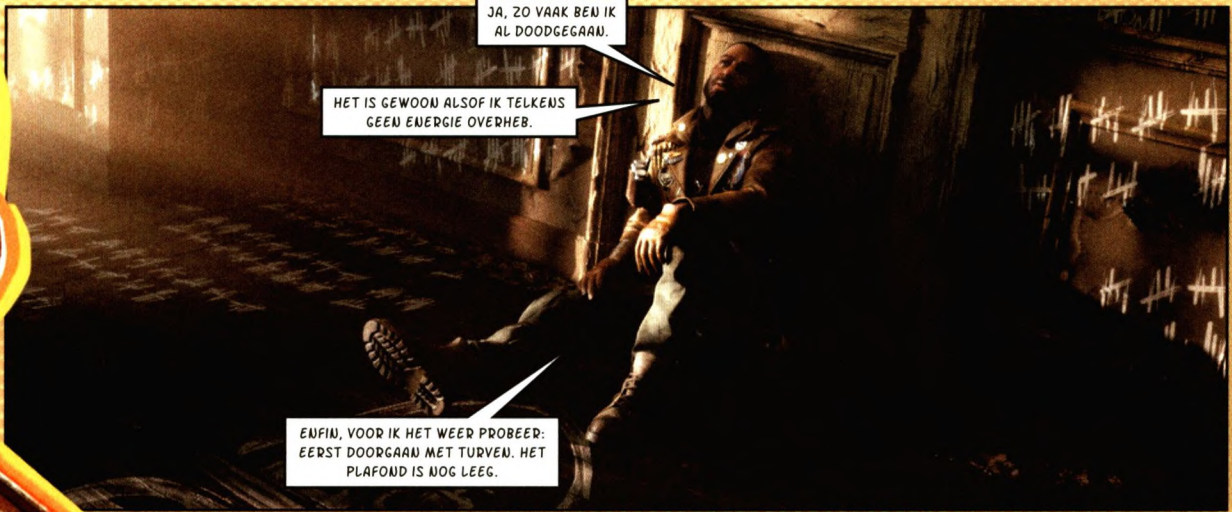 JA, ZO VAAK BEN IK
AL DOODGEGAAN.
HET IS GEWOON ALSOF IK TELKENS
GEEN ENERGIE OVERHEB.
ENFIN, VOOR IK HET WEER PROBEER:
EERST DOORGAAN MET TURVEN. HET
PLAFOND IS NOG LEEG.